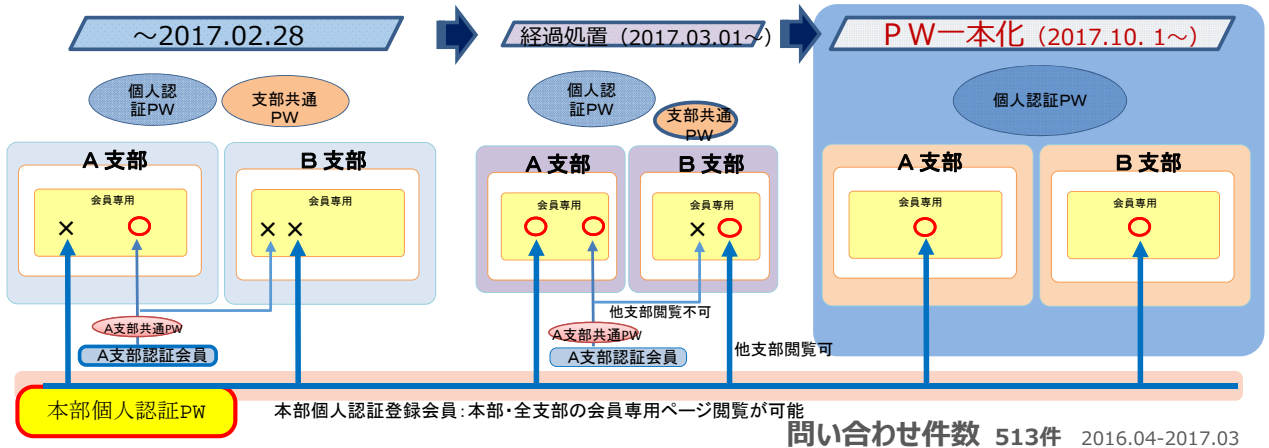 ～2017.02.28
経過処置（2017.03.01～）
ＰＷ一本化（2017.10. 1～）
個人認
証PW
支部共通
PW
個人認
証PW
支部共通
PW
個人認証PW
Ａ支部
Ｂ支部
Ａ支部
Ｂ支部
Ａ支部
Ｂ支部
会員専用
会員専用
会員専用
会員専用
会員専用
会員専用
×
× ×
×
他支部閲覧不可
A支部共通PW
A支部認証会員
A支部共通PW
A支部認証会員
他支部閲覧可
本部個人認証PW
本部個人認証登録会員：本部・全支部の会員専用ページ閲覧が可能
問い合わせ件数 513件 2016.04-2017.03